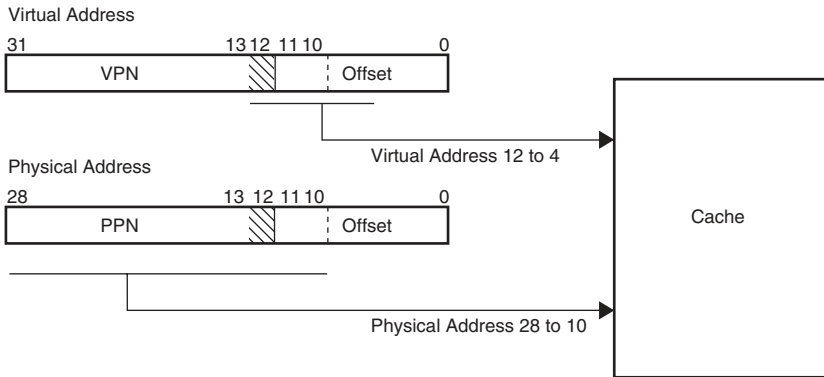 Virtual Address
31 13 12 11 10 0
VPN Offset
Virtual Address 12 to 4
Physical Address
28 13 12 11 10 0
PPN Offset
Cache
Physical Address 28 to 10